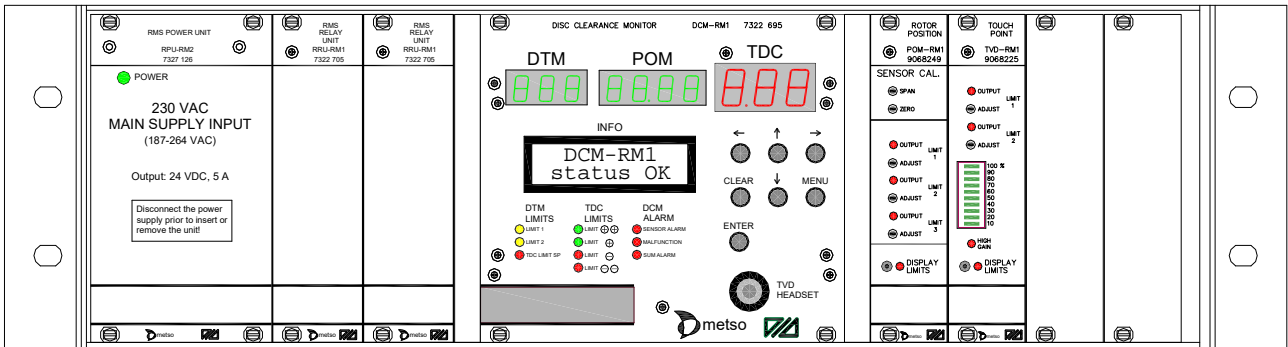 RMS POWER UNIT
RPU-RM2
7327 126
POWER
230 VAC
MAIN SUPPLY INPUT
(187-264 VAC)
Output: 24 VDC, 5 A
Disconnect the power
supply prior to insert or
remove the unit!
metso
RMS
RELAY
UNIT
RRU-RM1
7322 705
metso
RMS
RELAY
UNIT
RRU-RM1
7322 705
metso
DISC CLEARANCE MONITOR DCM-RM1 7322 695
DTM
POM
TDC
888
88.88
8.88
INFO
DCM-RM1
status OK
← ↑ →
CLEAR ↓ MENU
ENTER
DTM
LIMITS
LIMIT 1
LIMIT 2
TDC LIMIT SP
TDC
LIMITS
LIMIT ⊕⊕
LIMIT ⊕
LIMIT ⊖
LIMIT ⊖⊖
DCM
ALARM
SENSOR ALARM
MALFUNCTION
SUM ALARM
TVD
HEADSET
metso
ROTOR
POSITION
POM-RM1
9068249
SENSOR CAL.
SPAN
ZERO
OUTPUT
LIMIT
1
ADJUST
OUTPUT
LIMIT
2
ADJUST
OUTPUT
LIMIT
3
ADJUST
DISPLAY
LIMITS
metso
TOUCH
POINT
TVD-RM1
9068225
OUTPUT
LIMIT
1
ADJUST
OUTPUT
LIMIT
2
ADJUST
100 %
90
80
70
60
50
40
30
20
10
HIGH
GAIN
DISPLAY
LIMITS
metso